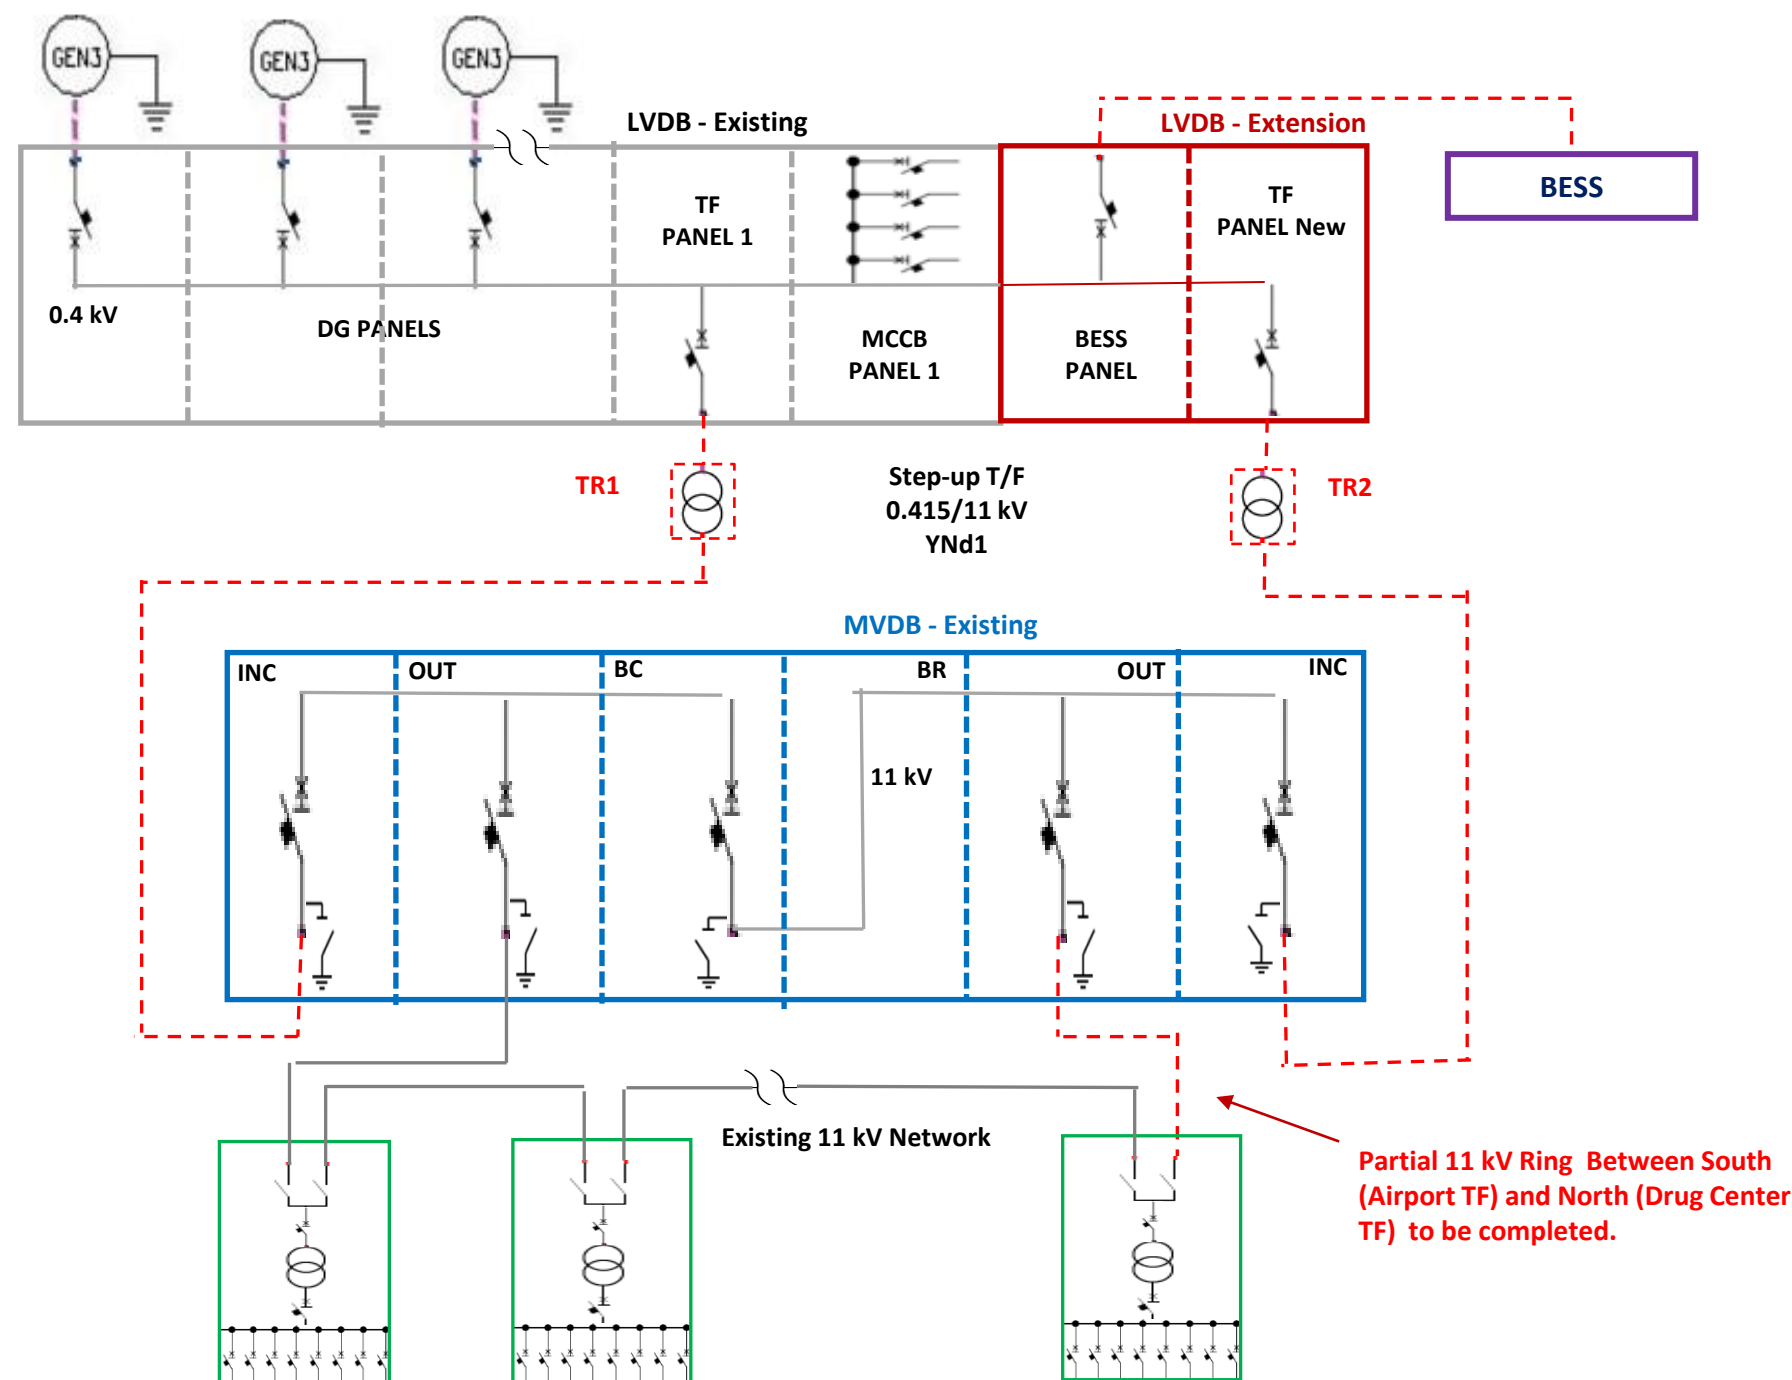 GEN3
GEN3
GEN3
LVDB - Existing
LVDB - Extension
BESS
TF
PANEL 1
TF
PANEL New
0.4 kV
DG PANELS
MCCB
PANEL 1
BESS
PANEL
TR1
Step-up T/F
0.415/11 kV
YNd1
TR2
MVDB - Existing
INC
OUT
BC
BR
OUT
INC
11 kV
Existing 11 kV Network
Partial 11 kV Ring Between South
(Airport TF) and North (Drug Center
TF) to be completed.